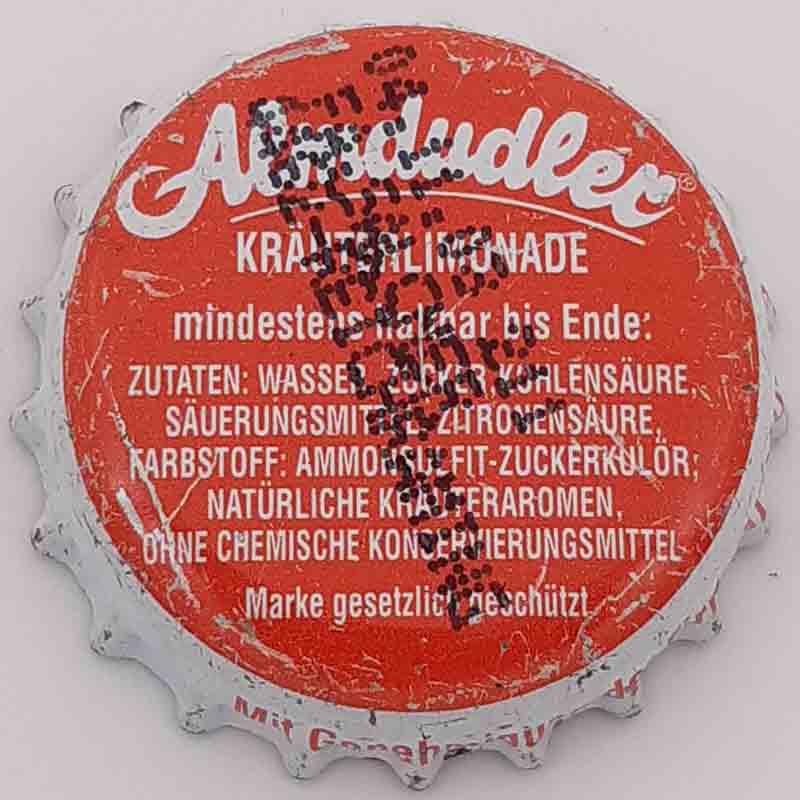 Almdudler®
KRÄUTERLIMONADE
mindestens haltbar bis Ende:
ZUTATEN: WASSER, ZUCKER, KOHLENSÄURE,
SÄUERUNGSMITTEL: ZITRONENSÄURE,
FARBSTOFF: AMMONSULFIT-ZUCKERKULÖR;
NATÜRLICHE KRÄUTERAROMEN,
OHNE CHEMISCHE KONSERVIERUNGSMITTEL
Marke gesetzlich geschützt
Mit